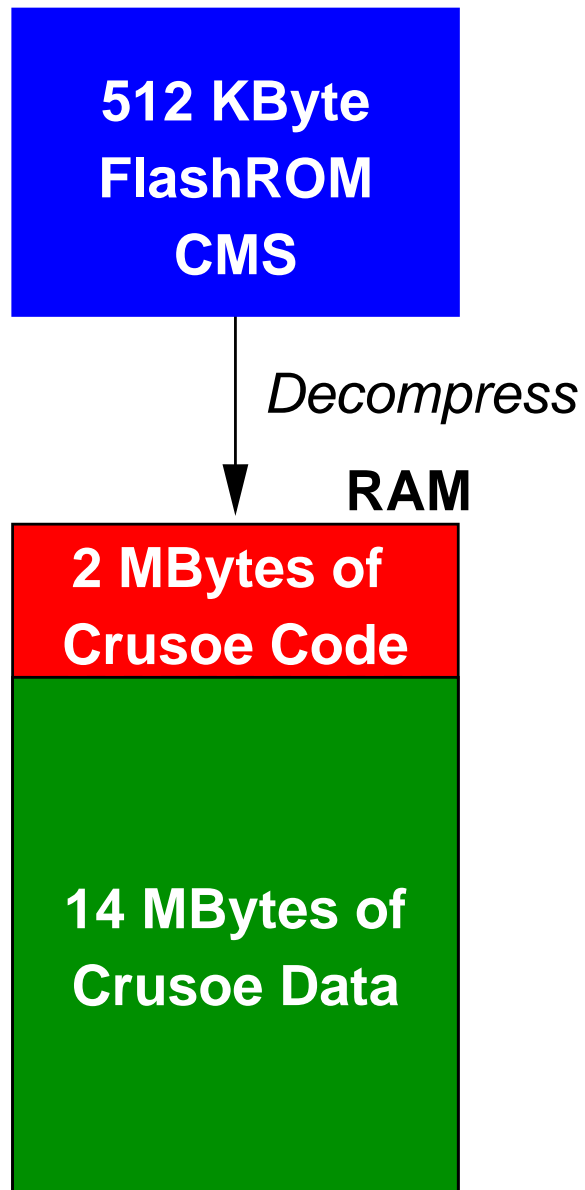 512 KByte
FlashROM
CMS
Decompress
RAM
2 MBytes of
Crusoe Code
14 MBytes of
Crusoe Data